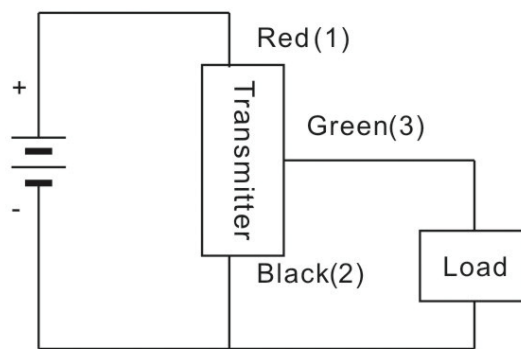 Red(1)
+
Transmitter
Green(3)
-
Black(2)
Load